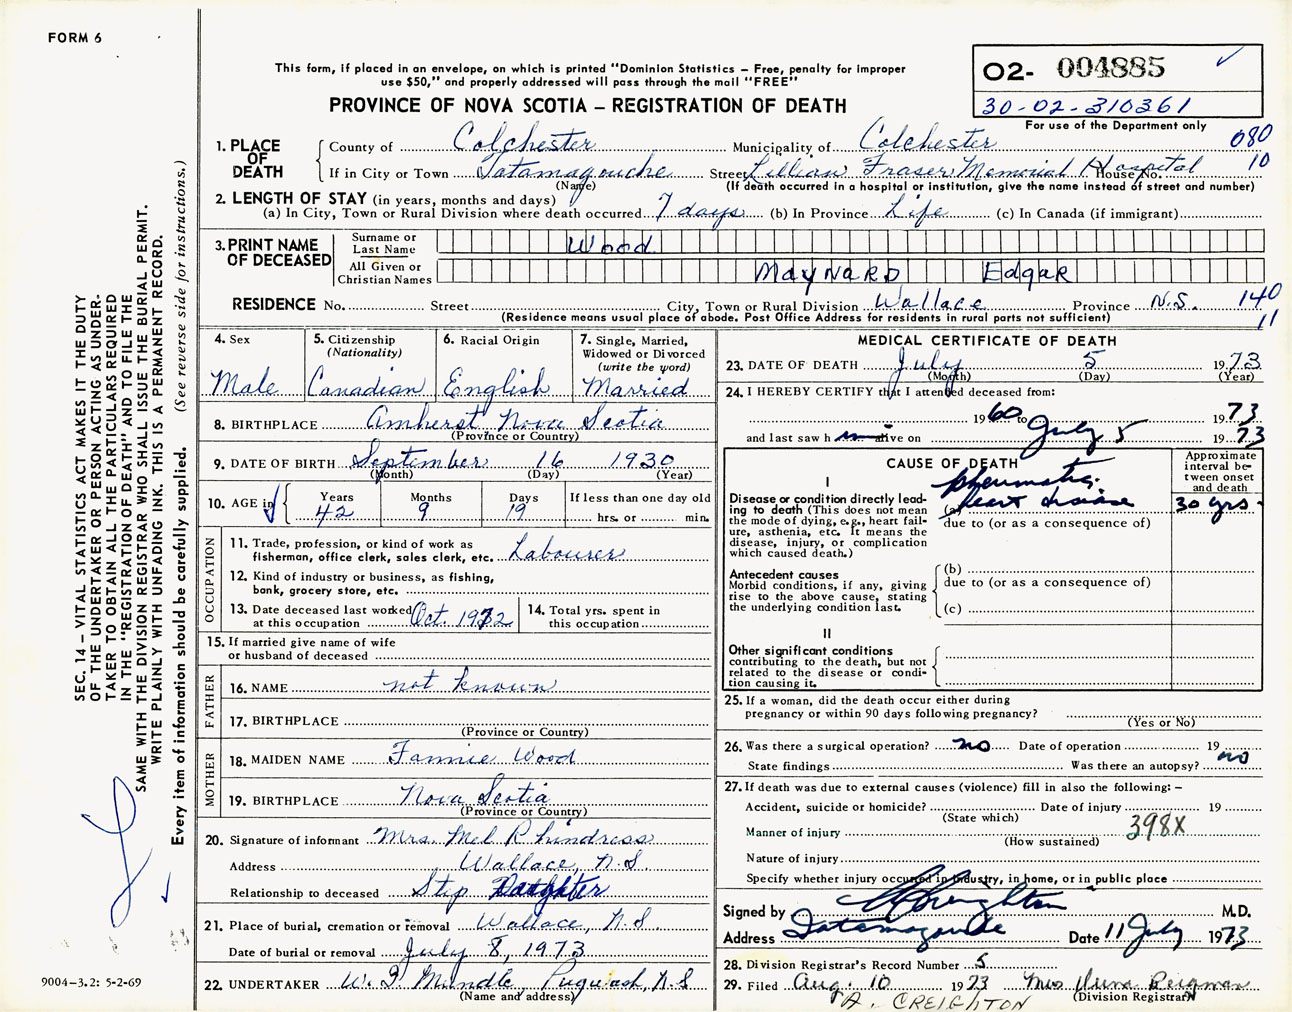 FORM 6
This form, if placed in an envelope, on which is printed "Dominion Statistics – Free, penalty for improper
use $50," and properly addressed will pass through the mail "FREE"
PROVINCE OF NOVA SCOTIA – REGISTRATION OF DEATH
02- 004885
30-02-310361
For use of the Department only
080
10
1. PLACE OF DEATH
County of Colchester Municipality of Colchester
If in City or Town Tatamagouche Street Lillian Fraser Memorial Hospital House No.
(Name) (If death occurred in a hospital or institution, give the name instead of street and number)
2. LENGTH OF STAY (in years, months and days)
(a) In City, Town or Rural Division where death occurred 7 days (b) In Province Life (c) In Canada (if immigrant)
3. PRINT NAME OF DECEASED
Surname or Last Name Wood
All Given or Christian Names Maynard Edgar
RESIDENCE No. Street City, Town or Rural Division Wallace Province N.S. 140
(Residence means usual place of abode. Post Office Address for residents in rural parts not sufficient) 11
4. Sex
Male
5. Citizenship
(Nationality)
Canadian
6. Racial Origin
English
7. Single, Married,
Widowed or Divorced
(write the word)
Married
8. BIRTHPLACE Amherst Nova Scotia
(Province or Country)
9. DATE OF BIRTH September 16 1930
(Month) (Day) (Year)
10. AGE in
Years Months Days If less than one day old
42 9 19 hrs. or min.
OCCUPATION
11. Trade, profession, or kind of work as
fisherman, office clerk, sales clerk, etc. Labourer
12. Kind of industry or business, as fishing,
bank, grocery store, etc.
13. Date deceased last worked
at this occupation Oct. 1972
14. Total yrs. spent in
this occupation
15. If married give name of wife
or husband of deceased
FATHER
16. NAME not known
17. BIRTHPLACE
(Province or Country)
MOTHER
18. MAIDEN NAME Fannie Wood
19. BIRTHPLACE Nova Scotia
(Province or Country)
20. Signature of informant Mrs. Mel
Address Wallace, N.S.
Relationship to deceased Step Daughter
21. Place of burial, cremation or removal Wallace, N.S.
Date of burial or removal July 8, 1973
22. UNDERTAKER Pugwash, N.S
(Name and address)
MEDICAL CERTIFICATE OF DEATH
23. DATE OF DEATH July 5 1973
(Month) (Day) (Year)
24. I HEREBY CERTIFY that I attended deceased from:
1960 to July 5 1973
and last saw h alive on 1973
CAUSE OF DEATH
Approximate
interval be-
tween onset
and death
I
Disease or condition directly lead-
ing to death (This does not mean
the mode of dying, e.g., heart fail-
ure, asthenia, etc. It means the
disease, injury, or complication
which caused death.)
(a) rheumatic
heart disease 30 yrs.
due to (or as a consequence of)
Antecedent causes
Morbid conditions, if any, giving
rise to the above cause, stating
the underlying condition last.
(b)
due to (or as a consequence of)
(c)
II
Other significant conditions
contributing to the death, but not
related to the disease or condi-
tion causing it.
25. If a woman, did the death occur either during
pregnancy or within 90 days following pregnancy?
(Yes or No)
26. Was there a surgical operation? no Date of operation 19
State findings Was there an autopsy? no
27. If death was due to external causes (violence) fill in also the following: –
Accident, suicide or homicide? Date of injury 19
(State which)
Manner of injury 398X
(How sustained)
Nature of injury
Specify whether injury occurred in industry, in home, or in public place
Signed by Creighton M.D.
Address Tatamagouche Date 11 July 1973
28. Division Registrar's Record Number 5
29. Filed Aug. 10 1973 Mrs
(Division Registrar)
A. CREIGHTON
SEC. 14 – VITAL STATISTICS ACT MAKES IT THE DUTY
OF THE UNDERTAKER OR PERSON ACTING AS UNDER-
TAKER TO OBTAIN ALL THE PARTICULARS REQUIRED
IN THE "REGISTRATION OF DEATH" AND TO FILE THE
SAME WITH THE DIVISION REGISTRAR WHO SHALL ISSUE THE BURIAL PERMIT.
WRITE PLAINLY WITH UNFADING INK. THIS IS A PERMANENT RECORD.
Every item of information should be carefully supplied. (See reverse side for instructions.)
9004-3.2: 5-2-69